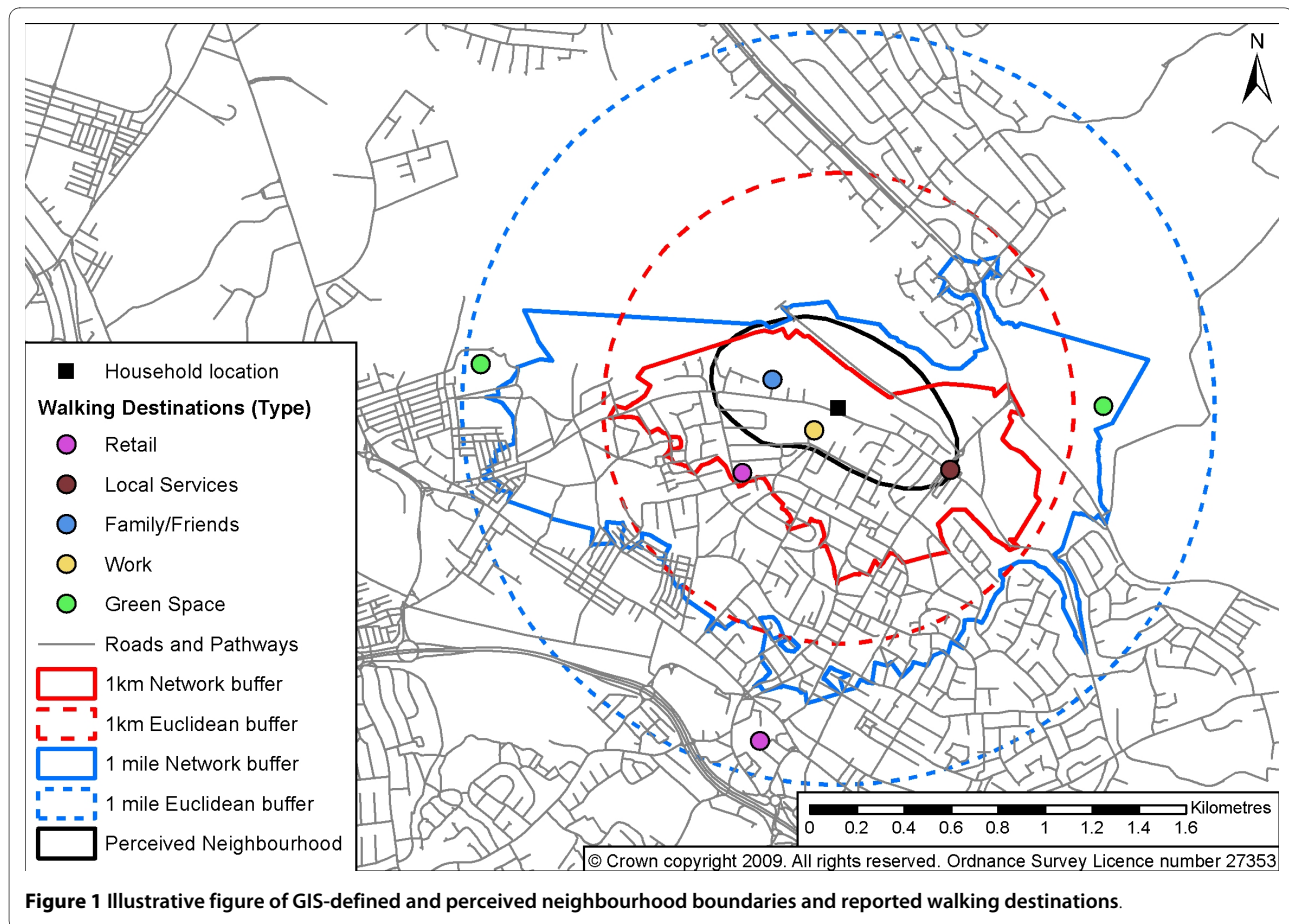 N
Household location
Walking Destinations (Type)
Retail
Local Services
Family/Friends
Work
Green Space
Roads and Pathways
1km Network buffer
1km Euclidean buffer
1 mile Network buffer
1 mile Euclidean buffer
Perceived Neighbourhood
Kilometres
0 0.2 0.4 0.6 0.8 1 1.2 1.4 1.6
© Crown copyright 2009. All rights reserved. Ordnance Survey Licence number 27353
Figure 1 Illustrative figure of GIS-defined and perceived neighbourhood boundaries and reported walking destinations.